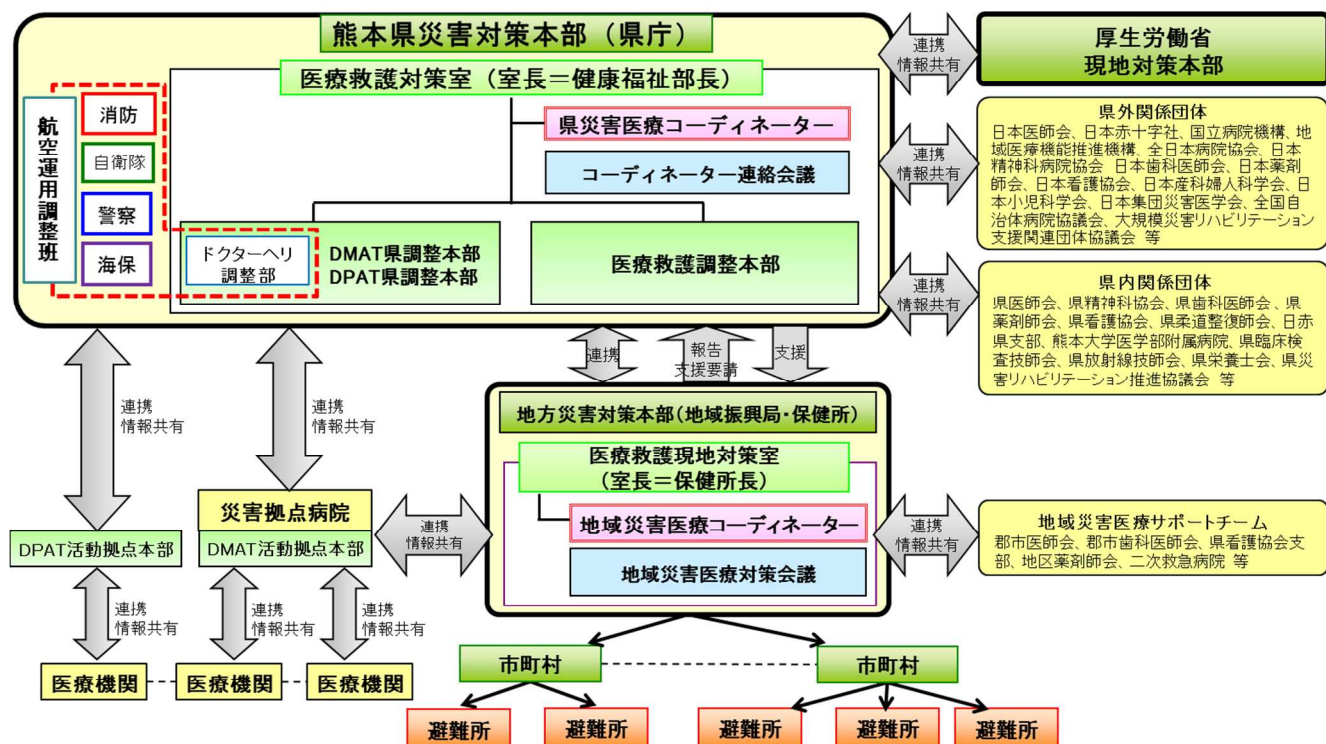 熊本県災害対策本部（県庁）
医療救護対策室（室長＝健康福祉部長）
航空運用調整班
消防
自衛隊
警察
海保
県災害医療コーディネーター
コーディネーター連絡会議
ドクターヘリ
調整部
DMAT県調整本部
DPAT県調整本部
医療救護調整本部
連携
情報共有
厚生労働省
現地対策本部
連携
情報共有
県外関係団体
日本医師会、日本赤十字社、国立病院機構、地
域医療機能推進機構、全日本病院協会、日本
精神科病院協会 日本歯科医師会、日本薬剤
師会、日本看護協会、日本産科婦人科学会、日
本小児科学会、日本集団災害医学会、全国自
治体病院協議会、大規模災害リハビリテーション
支援関連団体協議会 等
連携
情報共有
県内関係団体
県医師会、県精神科協会、県歯科医師会、県
薬剤師会、県看護協会、県柔道整復師会、日赤
県支部、熊本大学医学部附属病院、県臨床検
査技師会、県放射線技師会、県栄養士会、県災
害リハビリテーション推進協議会 等
連携
報告
支援要請
支援
連携
情報共有
連携
情報共有
地方災害対策本部(地域振興局・保健所)
医療救護現地対策室
（室長＝保健所長）
地域災害医療コーディネーター
地域災害医療対策会議
災害拠点病院
DPAT活動拠点本部
DMAT活動拠点本部
連携
情報共有
連携
情報共有
地域災害医療サポートチーム
郡市医師会、郡市歯科医師会、県看護協会支
部、地区薬剤師会、二次救急病院 等
連携
情報共有
連携
情報共有
医療機関
医療機関
医療機関
市町村
市町村
避難所
避難所
避難所
避難所
避難所